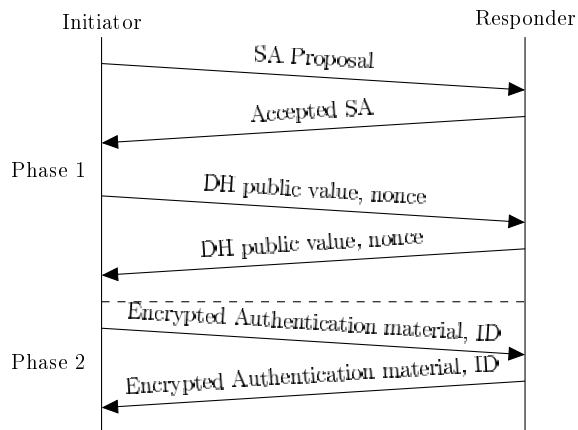 Initiator
Responder
SA Proposal
Accepted SA
Phase 1
DH public value, nonce
DH public value, nonce
Encrypted Authentication material, ID
Phase 2
Encrypted Authentication material, ID